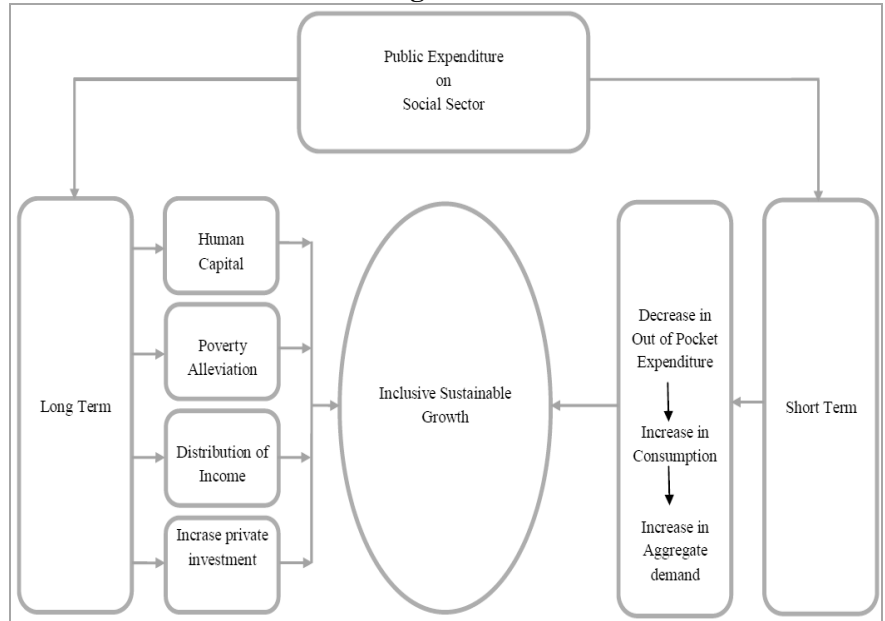 Public Expenditure
on
Social Sector
Long Term
Human
Capital
Poverty
Alleviation
Distribution of
Income
Incrase private
investment
Inclusive Sustainable
Growth
Decrease in
Out of Pocket
Expenditure
Increase in
Consumption
Increase in
Aggregate
demand
Short Term